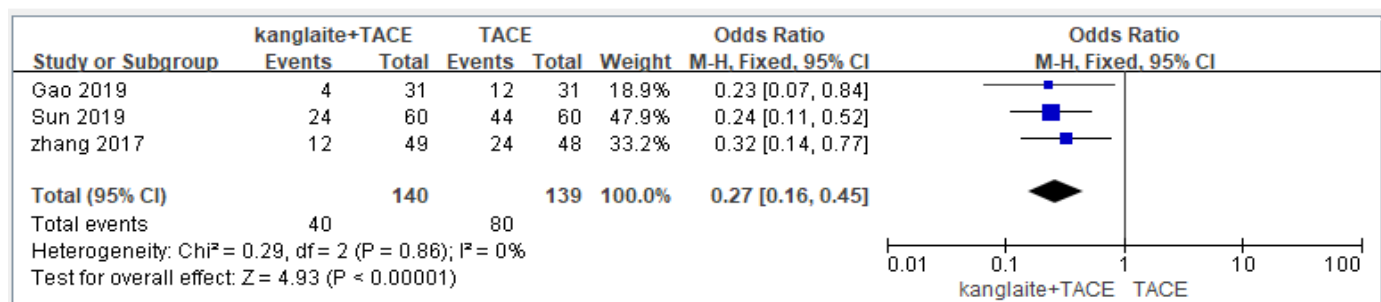 kanglaite+TACE TACE Odds Ratio Odds Ratio
Study or Subgroup Events Total Events Total Weight M-H, Fixed, 95% CI M-H, Fixed, 95% CI
Gao 2019 4 31 12 31 18.9% 0.23 [0.07, 0.84]
Sun 2019 24 60 44 60 47.9% 0.24 [0.11, 0.52]
zhang 2017 12 49 24 48 33.2% 0.32 [0.14, 0.77]
Total (95% CI) 140 139 100.0% 0.27 [0.16, 0.45]
Total events 40 80
Heterogeneity: Chi² = 0.29, df = 2 (P = 0.86); I² = 0%
Test for overall effect: Z = 4.93 (P < 0.00001)
0.01 0.1 1 10 100
kanglaite+TACE TACE